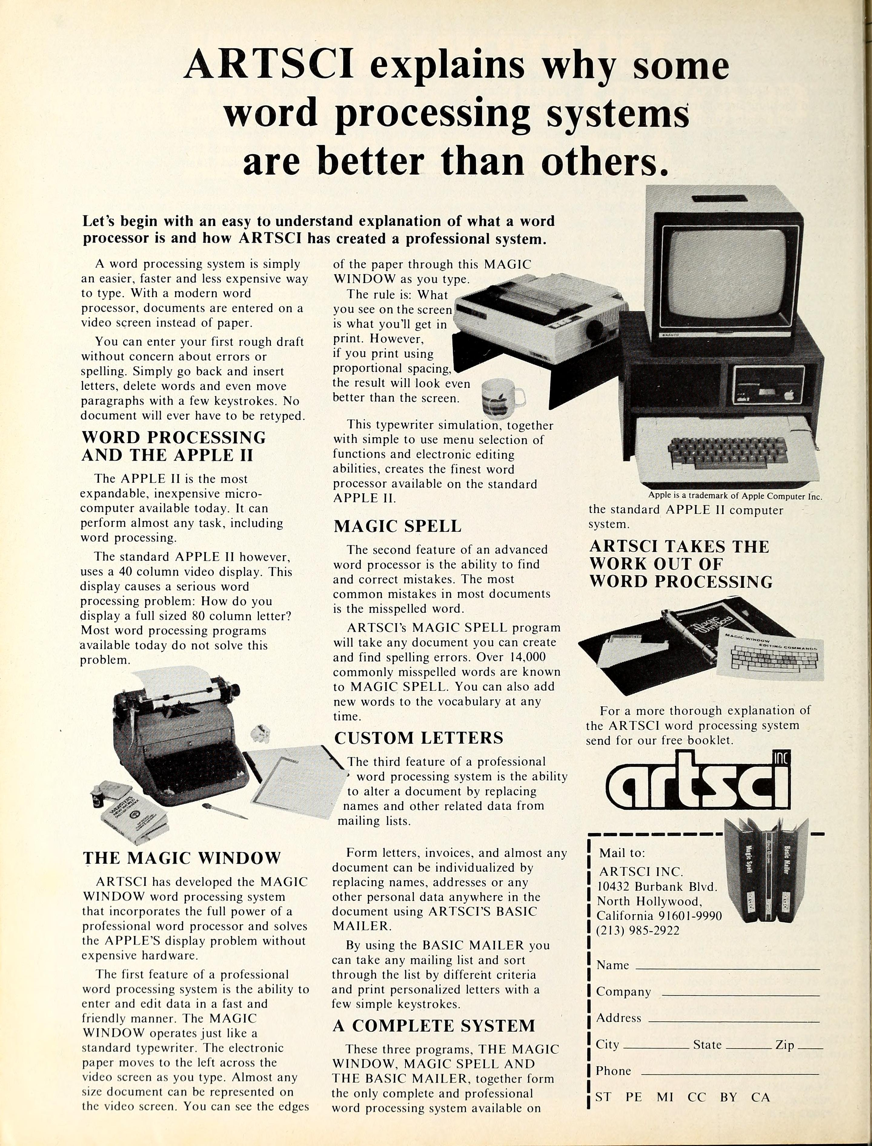 ARTSCI explains why some
word processing systems
are better than others.
Let's begin with an easy to understand explanation of what a word
processor is and how ARTSCI has created a professional system.
A word processing system is simply
an easier, faster and less expensive way
to type. With a modern word
processor, documents are entered on a
video screen instead of paper.
You can enter your first rough draft
without concern about errors or
spelling. Simply go back and insert
letters, delete words and even move
paragraphs with a few keystrokes. No
document will ever have to be retyped.
WORD PROCESSING
AND THE APPLE II
The APPLE II is the most
expandable, inexpensive micro-
computer available today. It can
perform almost any task, including
word processing.
The standard APPLE II however,
uses a 40 column video display. This
display causes a serious word
processing problem: How do you
display a full sized 80 column letter?
Most word processing programs
available today do not solve this
problem.
THE MAGIC WINDOW
ARTSCI has developed the MAGIC
WINDOW word processing system
that incorporates the full power of a
professional word processor and solves
the APPLE'S display problem without
expensive hardware.
The first feature of a professional
word processing system is the ability to
enter and edit data in a fast and
friendly manner. The MAGIC
WINDOW operates just like a
standard typewriter. The electronic
paper moves to the left across the
video screen as you type. Almost any
size document can be represented on
the video screen. You can see the edges
of the paper through this MAGIC
WINDOW as you type.
The rule is: What
you see on the screen
is what you'll get in
print. However,
if you print using
proportional spacing,
the result will look even
better than the screen.
This typewriter simulation, together
with simple to use menu selection of
functions and electronic editing
abilities, creates the finest word
processor available on the standard
APPLE II.
MAGIC SPELL
The second feature of an advanced
word processor is the ability to find
and correct mistakes. The most
common mistakes in most documents
is the misspelled word.
ARTSCI's MAGIC SPELL program
will take any document you can create
and find spelling errors. Over 14,000
commonly misspelled words are known
to MAGIC SPELL. You can also add
new words to the vocabulary at any
time.
CUSTOM LETTERS
The third feature of a professional
word processing system is the ability
to alter a document by replacing
names and other related data from
mailing lists.
Form letters, invoices, and almost any
document can be individualized by
replacing names, addresses or any
other personal data anywhere in the
document using ARTSCI'S BASIC
MAILER.
By using the BASIC MAILER you
can take any mailing list and sort
through the list by different criteria
and print personalized letters with a
few simple keystrokes.
A COMPLETE SYSTEM
These three programs, THE MAGIC
WINDOW, MAGIC SPELL AND
THE BASIC MAILER, together form
the only complete and professional
word processing system available on
Apple is a trademark of Apple Computer Inc.
the standard APPLE II computer
system.
ARTSCI TAKES THE
WORK OUT OF
WORD PROCESSING
Magic
Window
MAGIC WINDOW
EDITING COMMANDS
For a more thorough explanation of
the ARTSCI word processing system
send for our free booklet.
artsci INC
Magic Spell
Basic Mailer
Mail to:
ARTSCI INC.
10432 Burbank Blvd.
North Hollywood,
California 91601-9990
(213) 985-2922
Name
Company
Address
City State Zip
Phone
ST PE MI CC BY CA